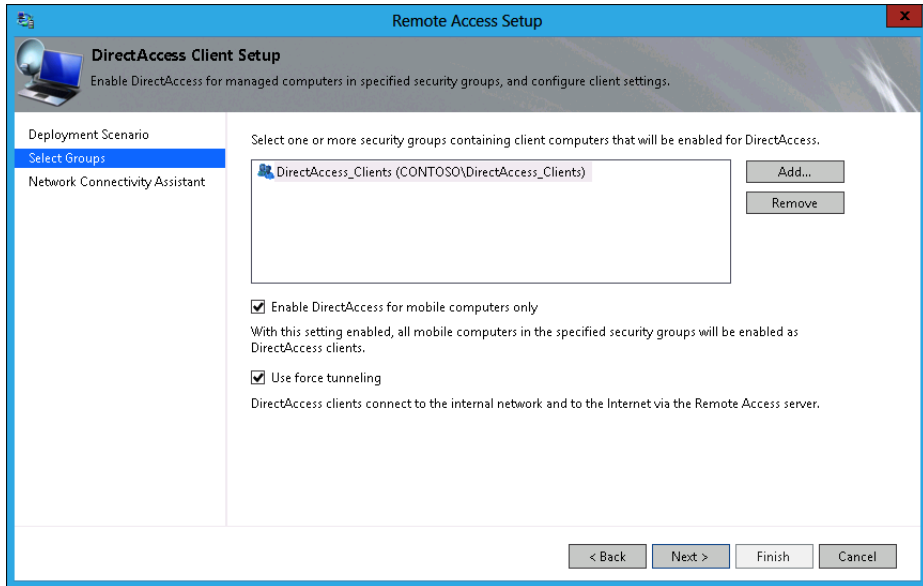 Remote Access Setup
x
DirectAccess Client Setup
Enable DirectAccess for managed computers in specified security groups, and configure client settings.
Deployment Scenario
Select Groups
Network Connectivity Assistant
Select one or more security groups containing client computers that will be enabled for DirectAccess.
DirectAccess_Clients (CONTOSO\DirectAccess_Clients)
Add...
Remove
Enable DirectAccess for mobile computers only
With this setting enabled, all mobile computers in the specified security groups will be enabled as
DirectAccess clients.
Use force tunneling
DirectAccess clients connect to the internal network and to the Internet via the Remote Access server.
< Back
Next >
Finish
Cancel